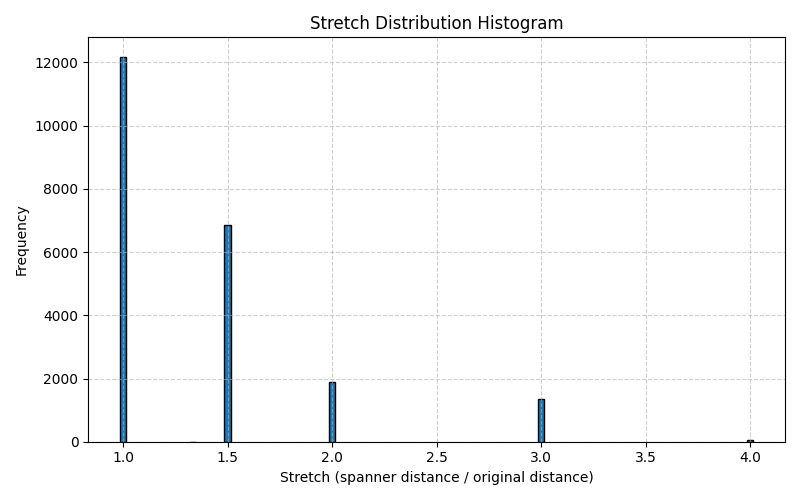 Stretch Distribution Histogram
Frequency
12000
10000
8000
6000
4000
2000
0
1.0 1.5 2.0 2.5 3.0 3.5 4.0
Stretch (spanner distance / original distance)